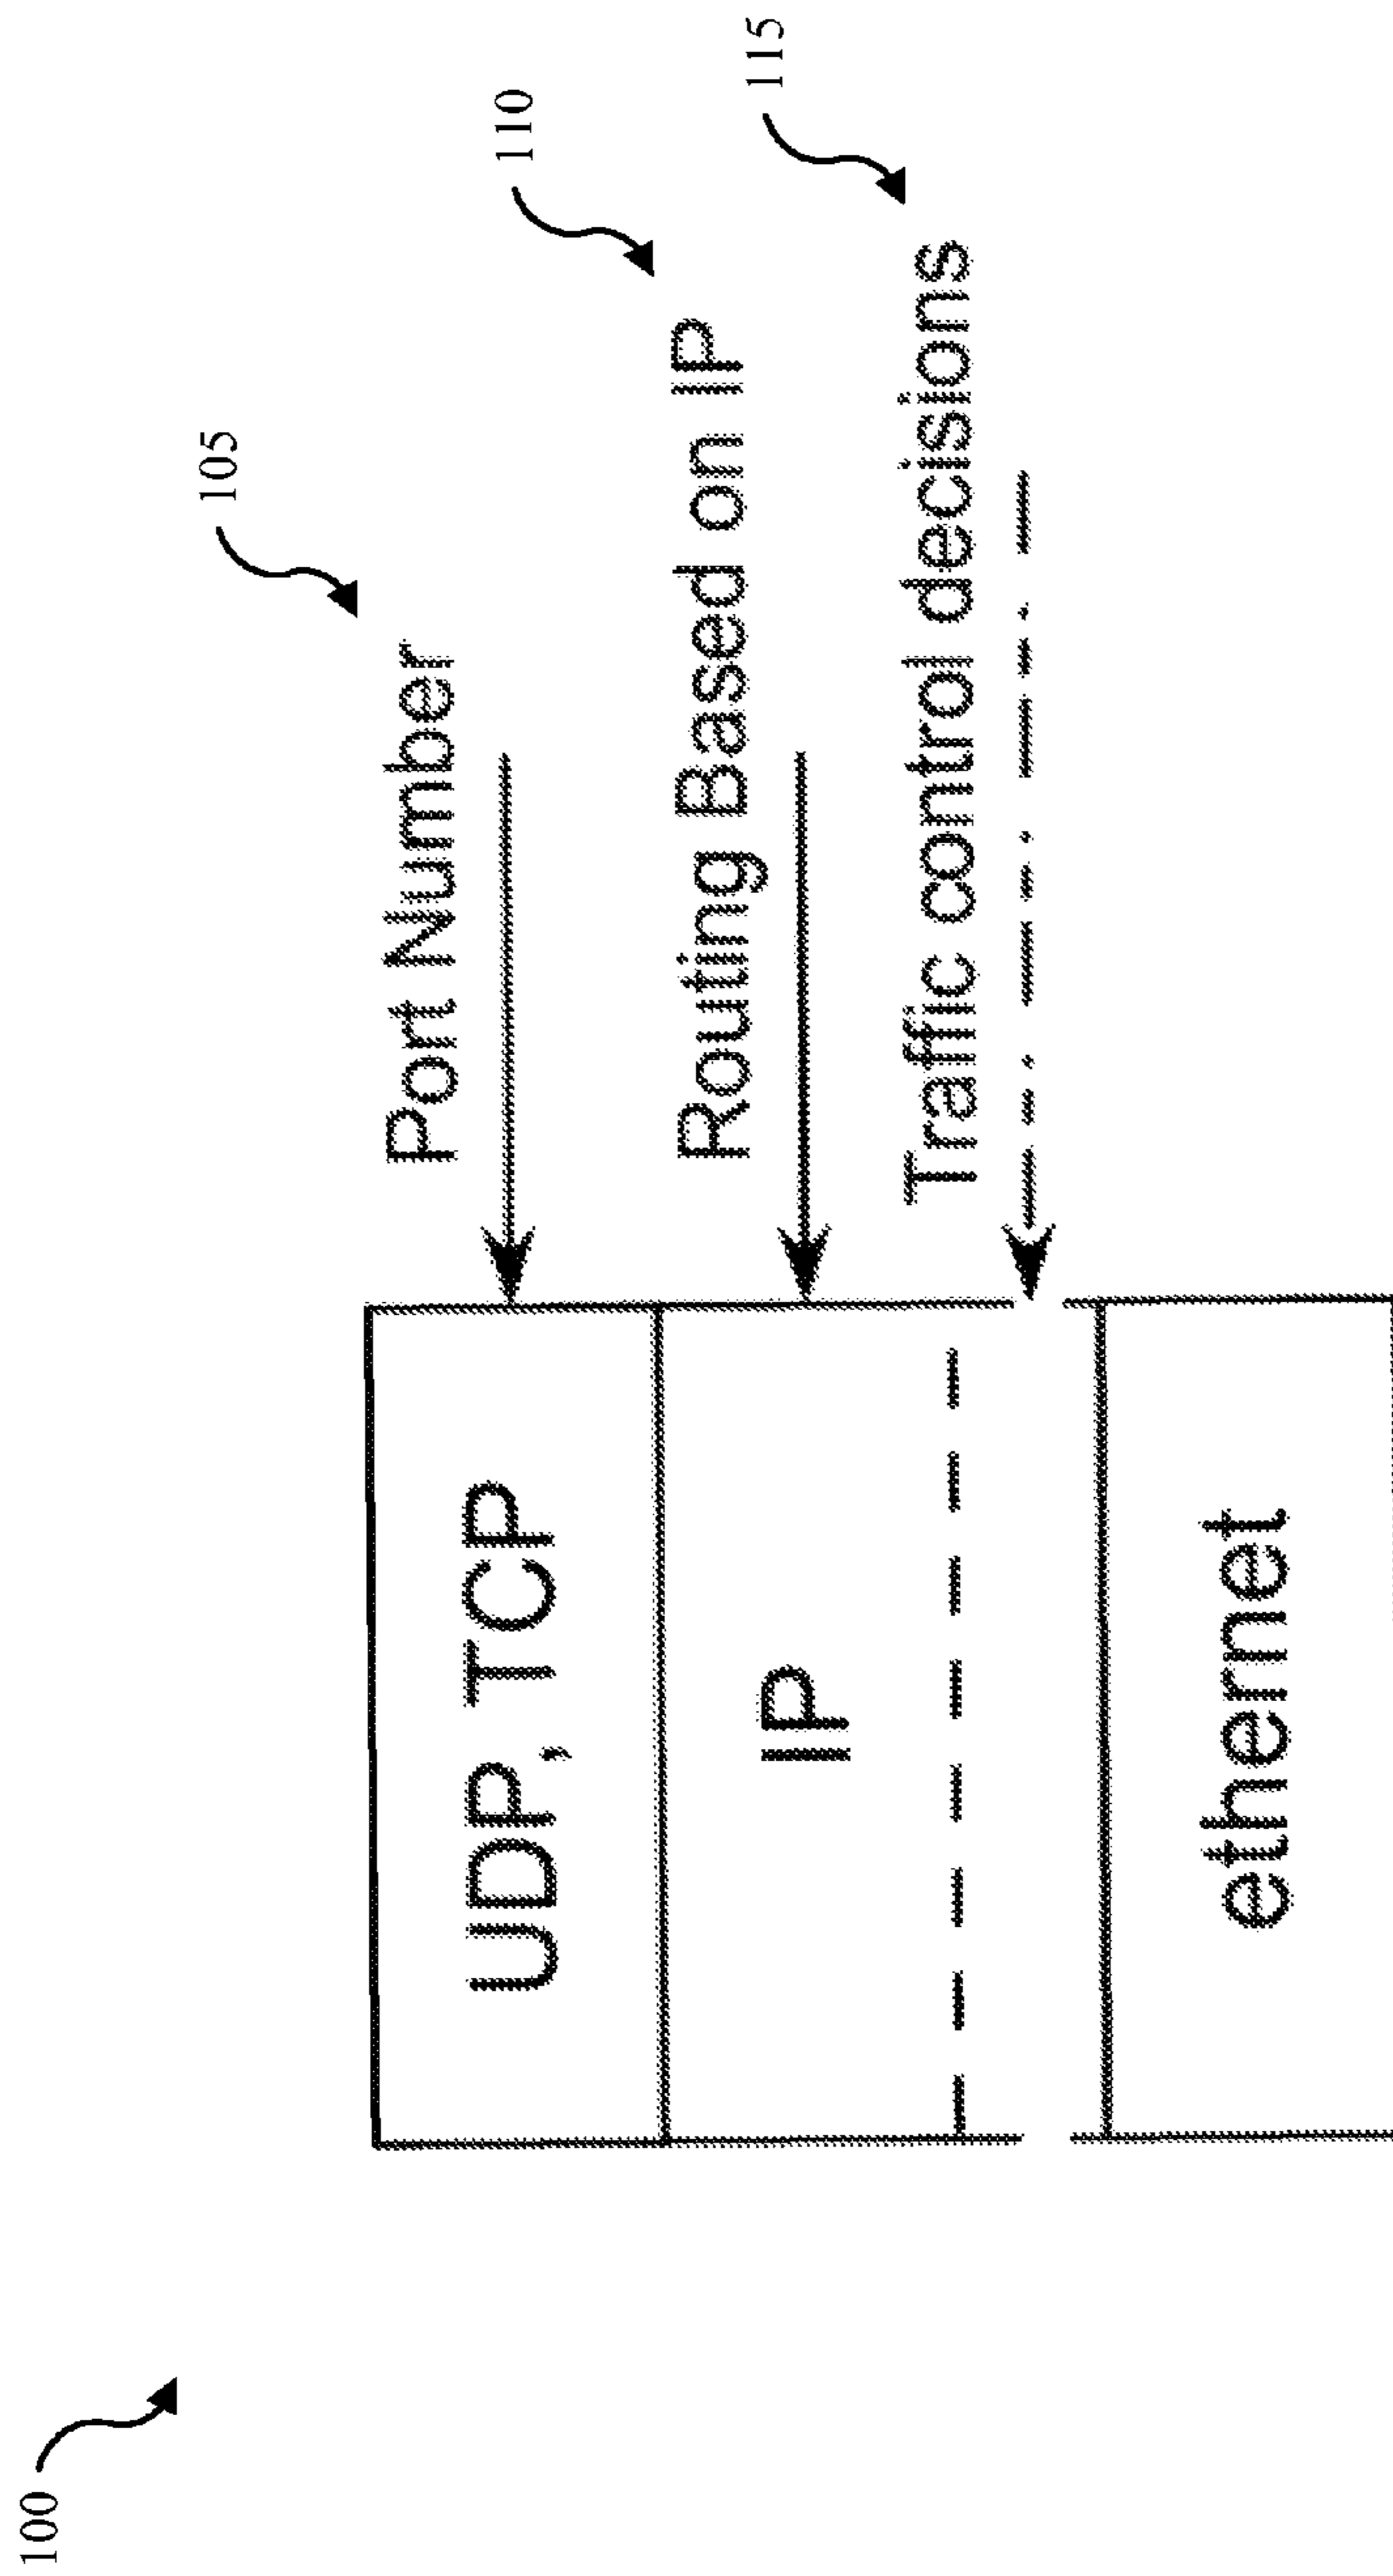 100
105
Port Number
110
UDP, TCP
Routing Based on IP
115
IP
Traffic control decisions
ethernet